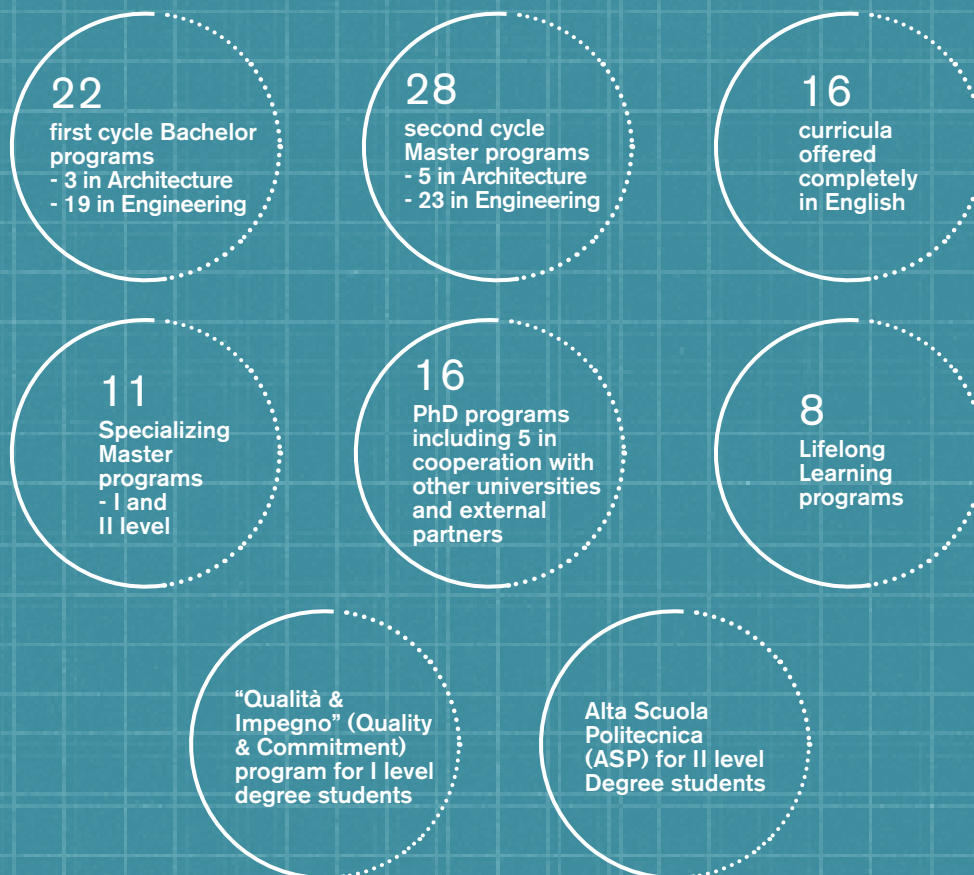 22
first cycle Bachelor
programs
- 3 in Architecture
- 19 in Engineering
28
second cycle
Master programs
- 5 in Architecture
- 23 in Engineering
16
curricula
offered
completely
in English
11
Specializing
Master
programs
- I and
II level
16
PhD programs
including 5 in
cooperation with
other universities
and external
partners
8
Lifelong
Learning
programs
“Qualità &
Impegno” (Quality
& Commitment)
program for I level
degree students
Alta Scuola
Politecnica
(ASP) for II level
Degree students